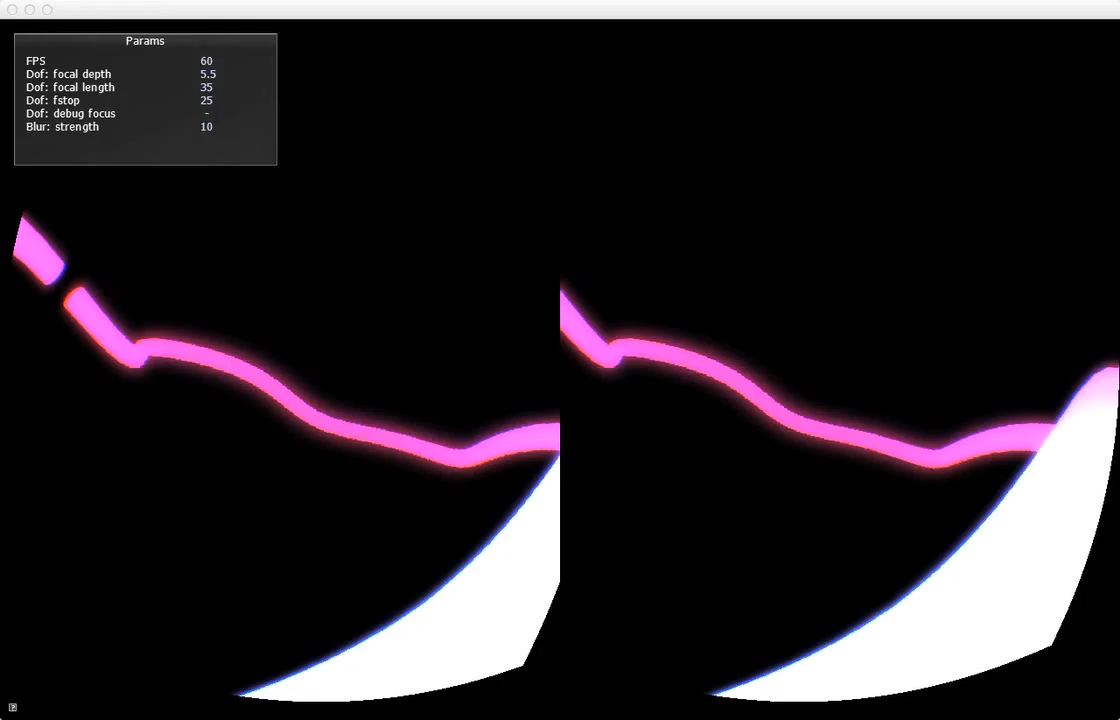 Params
FPS 60
Dof: focal depth 5.5
Dof: focal length 35
Dof: fstop 25
Dof: debug focus -
Blur: strength 10
?